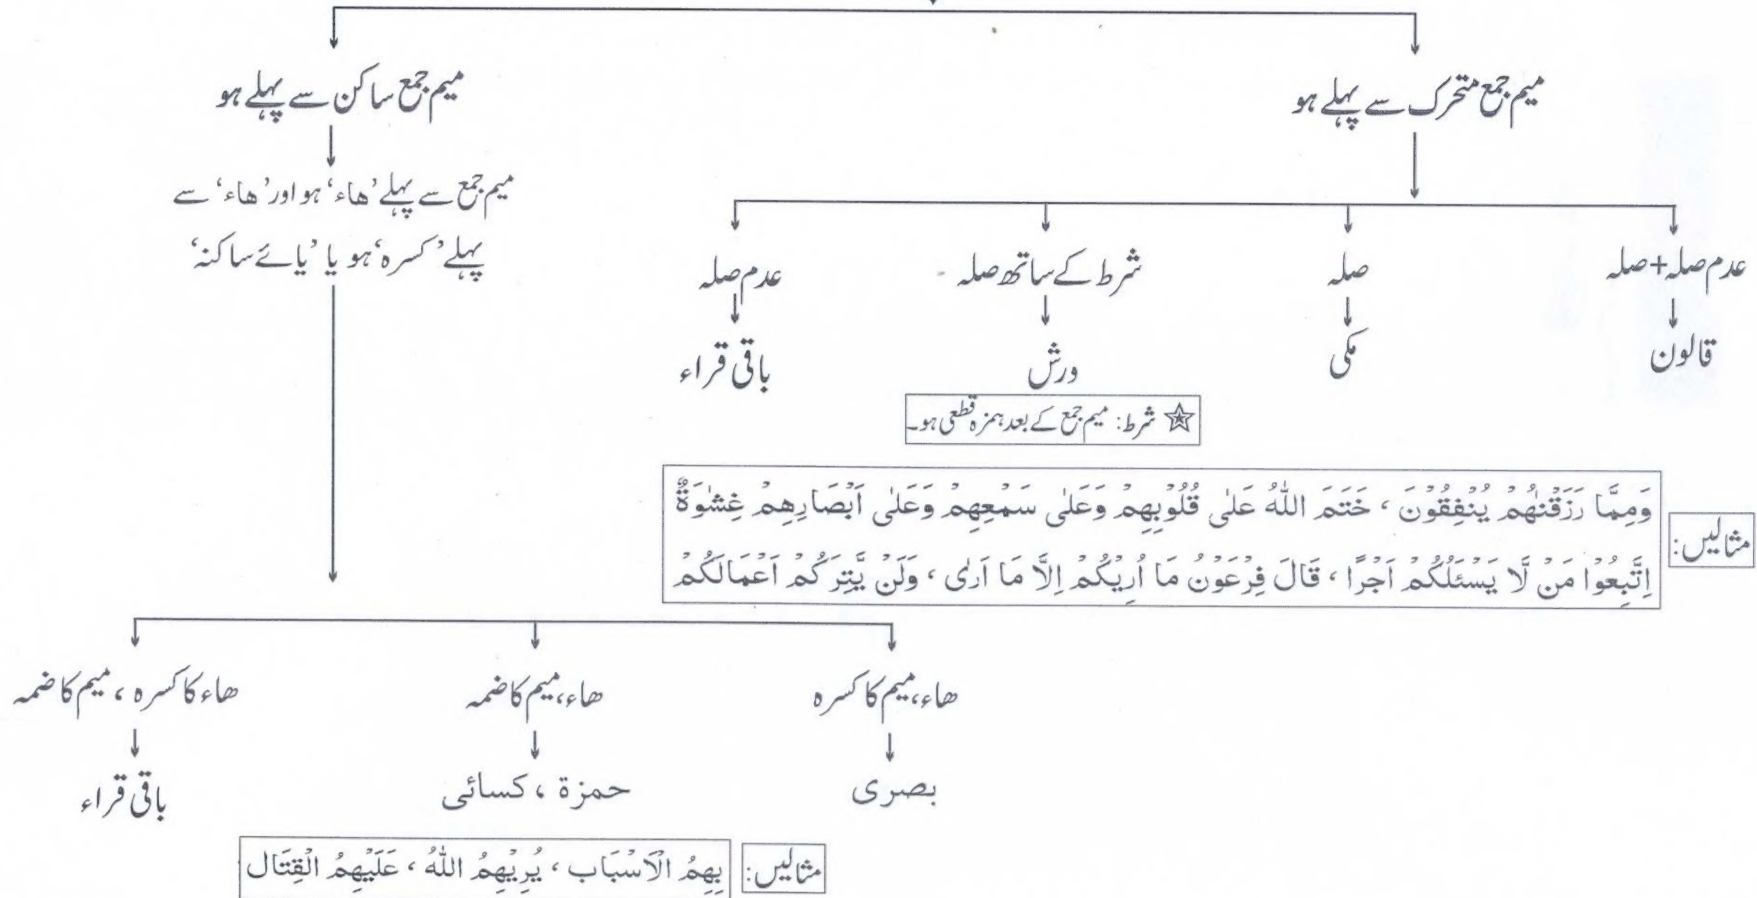 میم جمع متحرک سے پہلے ہو
میم جمع ساکن سے پہلے ہو
میم جمع سے پہلے ’ھاء‘ ہو اور ’ھاء‘ سے
پہلے ’کسرہ‘ ہو یا ’یائے ساکنہ‘
عدم صلہ + صلہ
صلہ
شرط کے ساتھ صلہ
عدم صلہ
قالون
مکی
ورش
باقی قراء
☆ شرط: میم جمع کے بعد ہمزہ قطعی ہو۔
مثالیں:
وَمِمَّا رَزَقْنٰهُمْ يُنْفِقُوْنَ ، خَتَمَ اللّٰهُ عَلٰى قُلُوْبِهِمْ وَعَلٰى سَمْعِهِمْ وَعَلٰى اَبْصَارِهِمْ غِشٰوَةٌ
اِتَّبِعُوْا مَنْ لَّا يَسْئَلُكُمْ اَجْرًا ، قَالَ فِرْعَوْنُ مَا اُرِيْكُمْ اِلَّا مَا اَرٰى ، وَلَنْ يَّتِرَكُمْ اَعْمَالَكُمْ
ھاء، میم کا کسرہ
ھاء، میم کا ضمہ
ھاء کا کسرہ ، میم کا ضمہ
بصری
حمزة ، کسائی
باقی قراء
مثالیں:
بِهِمُ الْاَسْبَاب ، يُرِيْهِمُ اللّٰهُ ، عَلَيْهِمُ الْقِتَال